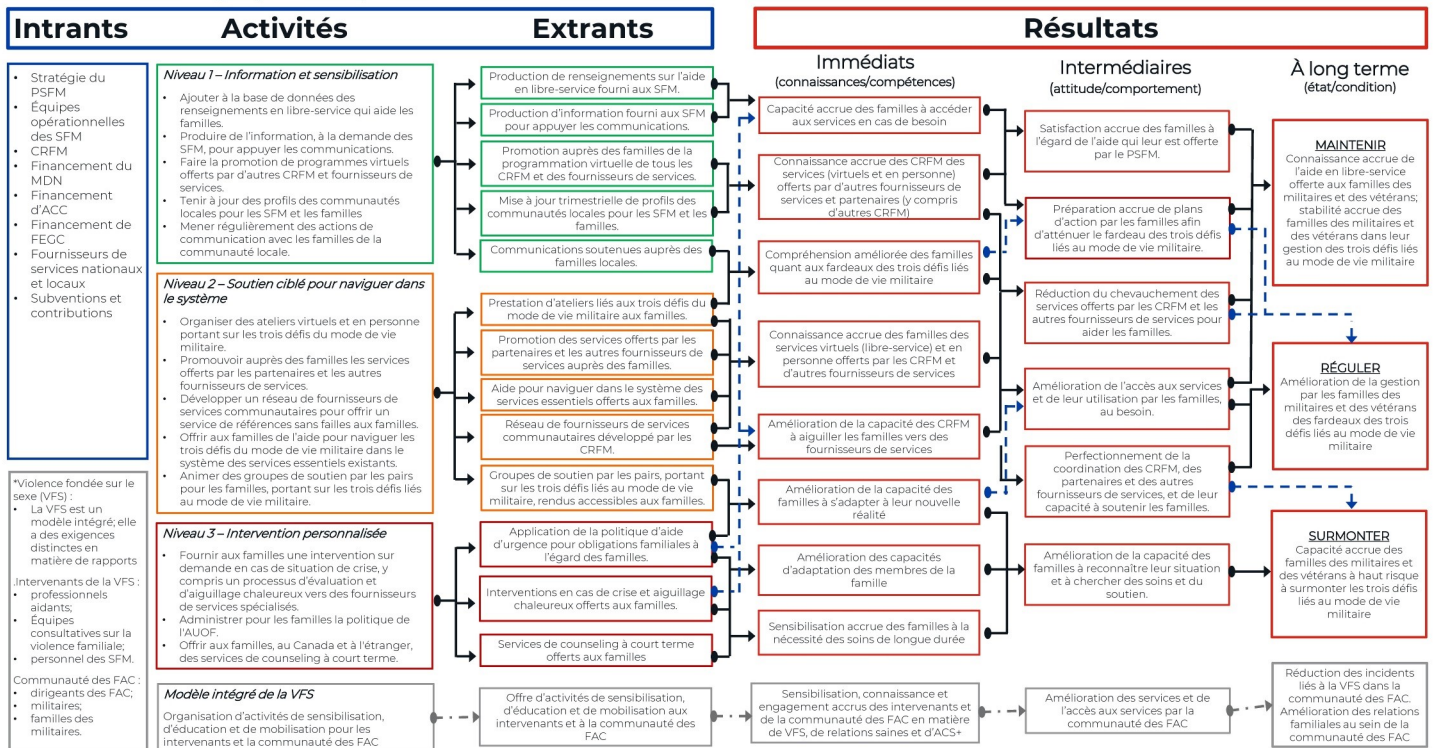 Intrants
Activités
Extrants
Résultats
Immédiats
(connaissances/compétences)
Intermédiaires
(attitude/comportement)
À long terme
(état/condition)
• Stratégie du
PSFM
• Équipes
opérationnelles
des SFM
• CRFM
• Financement du
MDN
• Financement
d'ACC
• Financement de
FEGC
• Fournisseurs de
services nationaux
et locaux
• Subventions et
contributions
*Violence fondée sur le
sexe (VFS) :
• La VFS est un
modèle intégré; elle
a des exigences
distinctes en
matière de rapports
.Intervenants de la VFS :
• professionnels
aidants;
• Équipes
consultatives sur la
violence familiale;
• personnel des SFM.
Communauté des FAC :
• dirigeants des FAC;
• militaires;
• familles des
militaires.
Niveau 1 – Information et sensibilisation
• Ajouter à la base de données des
renseignements en libre-service qui aide les
familles.
• Produire de l'information, à la demande des
SFM, pour appuyer les communications.
• Faire la promotion de programmes virtuels
offerts par d'autres CRFM et fournisseurs de
services.
• Tenir à jour des profils des communautés
locales pour les SFM et les familles
• Mener régulièrement des actions de
communication avec les familles de la
communauté locale.
Niveau 2 – Soutien ciblé pour naviguer dans
le système
• Organiser des ateliers virtuels et en personne
portant sur les trois défis du mode de vie
militaire.
• Promouvoir auprès des familles les services
offerts par les partenaires et les autres
fournisseurs de services.
• Développer un réseau de fournisseurs de
services communautaires pour offrir un
service de références sans failles aux familles.
• Offrir aux familles de l'aide pour naviguer les
trois défis du mode de vie militaire dans le
système des services essentiels existants.
• Animer des groupes de soutien par les pairs
pour les familles, portant sur les trois défis liés
au mode de vie militaire.
Niveau 3 – Intervention personnalisée
• Fournir aux familles une intervention sur
demande en cas de situation de crise, y
compris un processus d'évaluation et
d'aiguillage chaleureux vers des fournisseurs
de services spécialisés.
• Administrer pour les familles la politique de
l'AUOF.
• Offrir aux familles, au Canada et à l'étranger,
des services de counseling à court terme.
Modèle intégré de la VFS
Organisation d'activités de sensibilisation,
d'éducation et de mobilisation pour les
intervenants et la communauté des FAC
Production de renseignements sur l'aide
en libre-service fourni aux SFM.
Production d'information fourni aux SFM
pour appuyer les communications.
Promotion auprès des familles de la
programmation virtuelle de tous les
CRFM et des fournisseurs de services.
Mise à jour trimestrielle de profils des
communautés locales pour les SFM et les
familles.
Communications soutenues auprès des
familles locales.
Prestation d'ateliers liés aux trois défis du
mode de vie militaire aux familles.
Promotion des services offerts par les
partenaires et les autres fournisseurs de
services auprès des familles.
Aide pour naviguer dans le système des
services essentiels offerts aux familles.
Réseau de fournisseurs de services
communautaires développé par les
CRFM.
Groupes de soutien par les pairs, portant
sur les trois défis liés au mode de vie
militaire, rendus accessibles aux familles.
Application de la politique d'aide
d'urgence pour obligations familiales à
l'égard des familles.
Interventions en cas de crise et aiguillage
chaleureux offerts aux familles.
Services de counseling à court terme
offerts aux familles
Offre d'activités de sensibilisation,
d'éducation et de mobilisation aux
intervenants et à la communauté des
FAC
Capacité accrue des familles à accéder
aux services en cas de besoin
Connaissance accrue des CRFM des
services (virtuels et en personne)
offerts par d'autres fournisseurs de
services et partenaires (y compris
d'autres CRFM)
Compréhension améliorée des familles
quant aux fardeaux des trois défis liés
au mode de vie militaire
Connaissance accrue des familles des
services virtuels (libre-service) et en
personne offerts par les CRFM et
d'autres fournisseurs de services
Amélioration de la capacité des CRFM
à aiguiller les familles vers des
fournisseurs de services
Amélioration de la capacité des
familles à s'adapter à leur nouvelle
réalité
Amélioration des capacités
d'adaptation des membres de la
famille
Sensibilisation accrue des familles à la
nécessité des soins de longue durée
Sensibilisation, connaissance et
engagement accrus des intervenants et
de la communauté des FAC en matière
de VFS, de relations saines et d'ACS+
Satisfaction accrue des familles à
l'égard de l'aide qui leur est offerte
par le PSFM.
Préparation accrue de plans
d'action par les familles afin
d'atténuer le fardeau des trois défis
liés au mode de vie militaire.
Réduction du chevauchement des
services offerts par les CRFM et les
autres fournisseurs de services pour
aider les familles.
Amélioration de l'accès aux services
et de leur utilisation par les familles,
au besoin.
Perfectionnement de la
coordination des CRFM, des
partenaires et des autres
fournisseurs de services, et de leur
capacité à soutenir les familles.
Amélioration de la capacité des
familles à reconnaître leur situation
et à chercher des soins et du
soutien.
Amélioration des services et de
l'accès aux services par la
communauté des FAC
MAINTENIR
Connaissance accrue de
l'aide en libre-service
offerte aux familles des
militaires et des vétérans;
stabilité accrue des
familles des militaires et
des vétérans dans leur
gestion des trois défis liés
au mode de vie militaire
RÉGULER
Amélioration de la gestion
par les familles des
militaires et des vétérans
des fardeaux des trois
défis liés au mode de vie
militaire
SURMONTER
Capacité accrue des
familles des militaires et
des vétérans à haut risque
à surmonter les trois défis
liés au mode de vie
militaire
Réduction des incidents
liés à la VFS dans la
communauté des FAC.
Amélioration des relations
familiales au sein de la
communauté des FAC